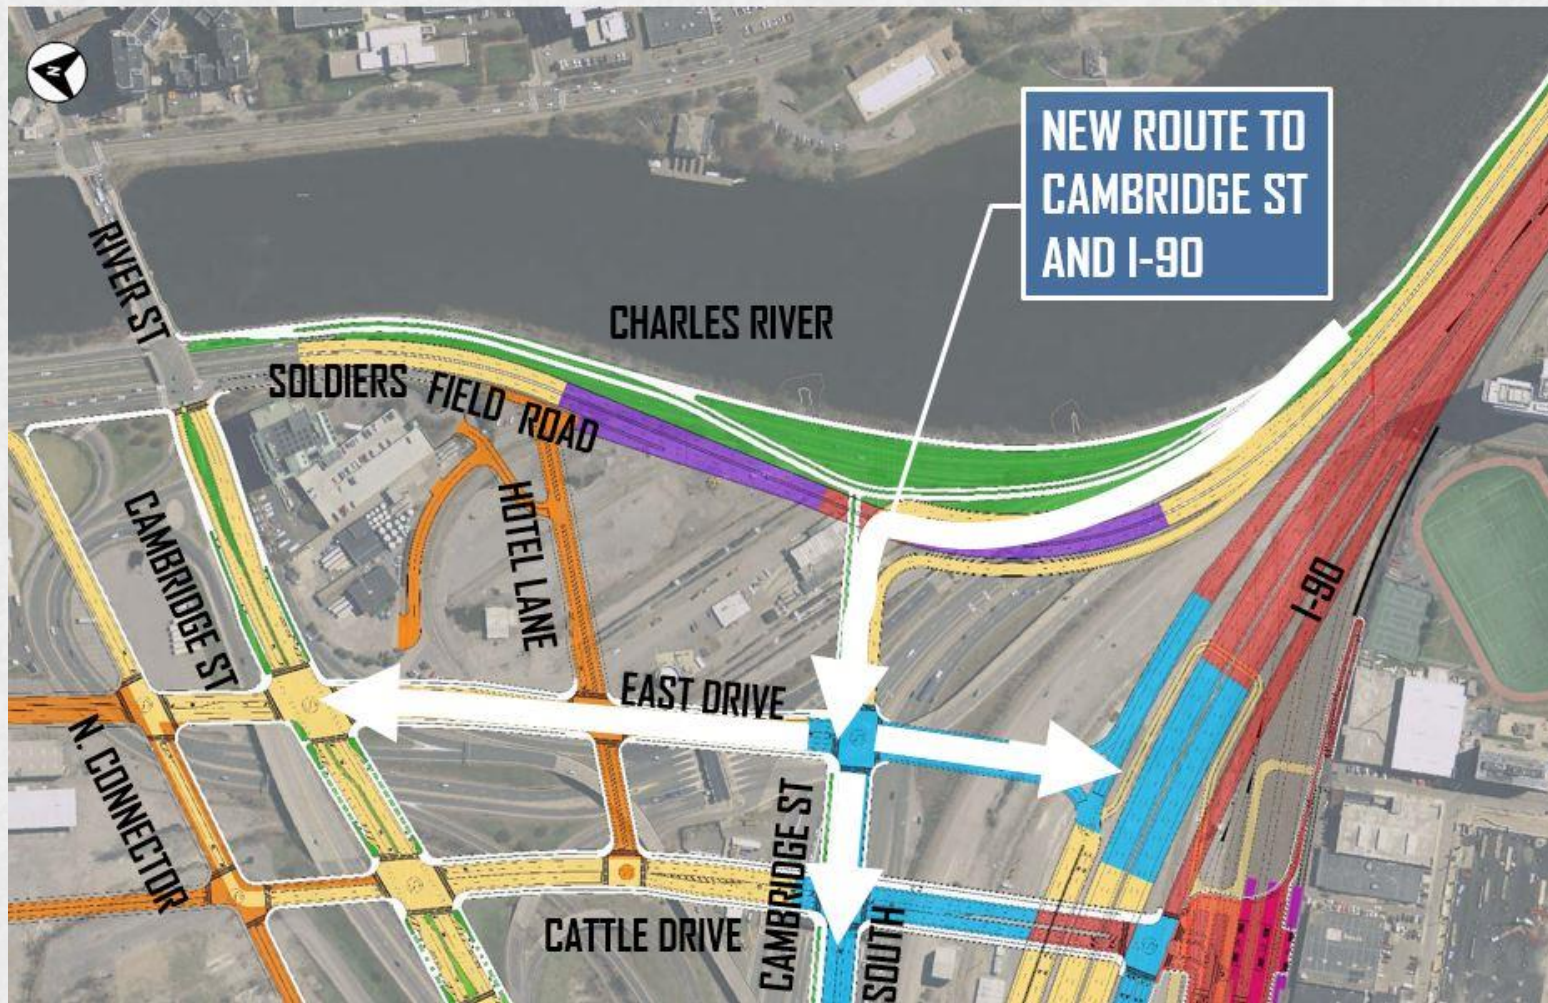 N
NEW ROUTE TO
CAMBRIDGE ST
AND I-90
RIVER ST
CHARLES RIVER
SOLDIERS FIELD ROAD
HOTEL LANE
CAMBRIDGE ST
I-90
EAST DRIVE
N. CONNECTOR
CAMBRIDGE ST
SOUTH
CATTLE DRIVE